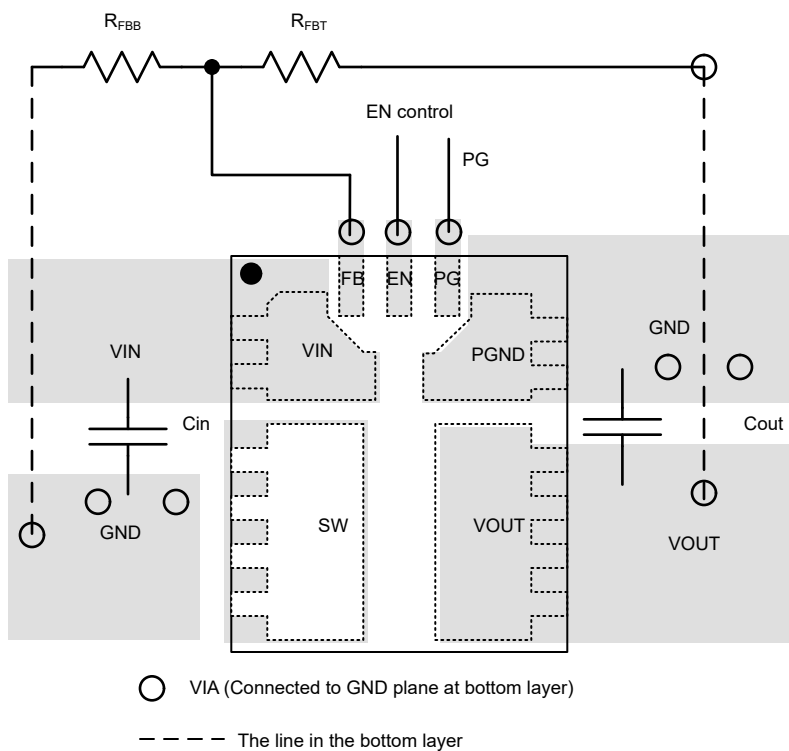 RFBB
RFBT
EN control
PG
FB
EN
PG
GND
VIN
VIN
PGND
Cin
Cout
SW
VOUT
GND
VOUT
VIA (Connected to GND plane at bottom layer)
The line in the bottom layer